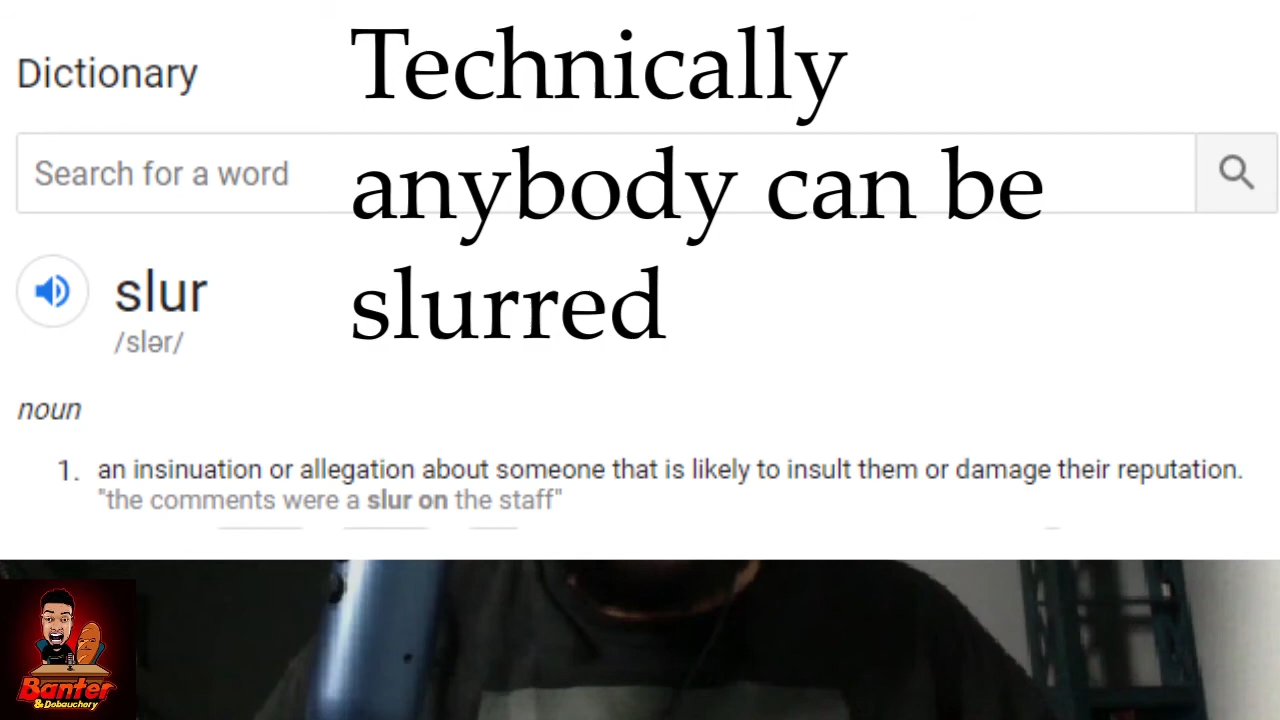 Technically
anybody can be
slurred
Dictionary
Search for a word
slur
/slər/
noun
1. an insinuation or allegation about someone that is likely to insult them or damage their reputation.
"the comments were a slur on the staff"
Banter
& Debauchery